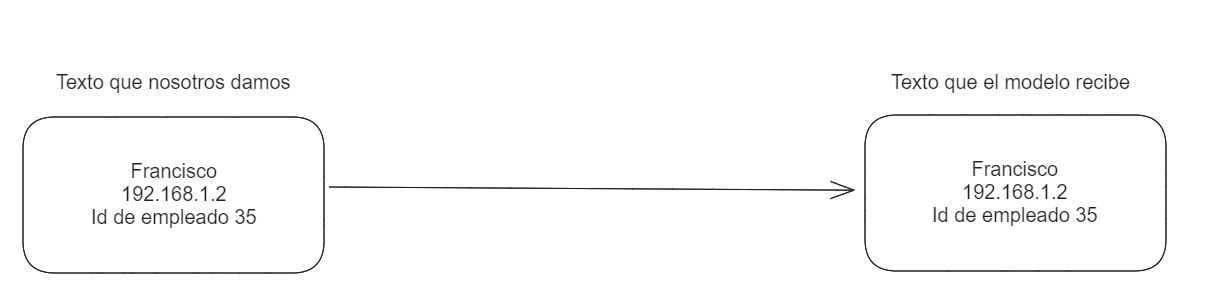 Texto que nosotros damos
Francisco
192.168.1.2
Id de empleado 35
Texto que el modelo recibe
Francisco
192.168.1.2
Id de empleado 35